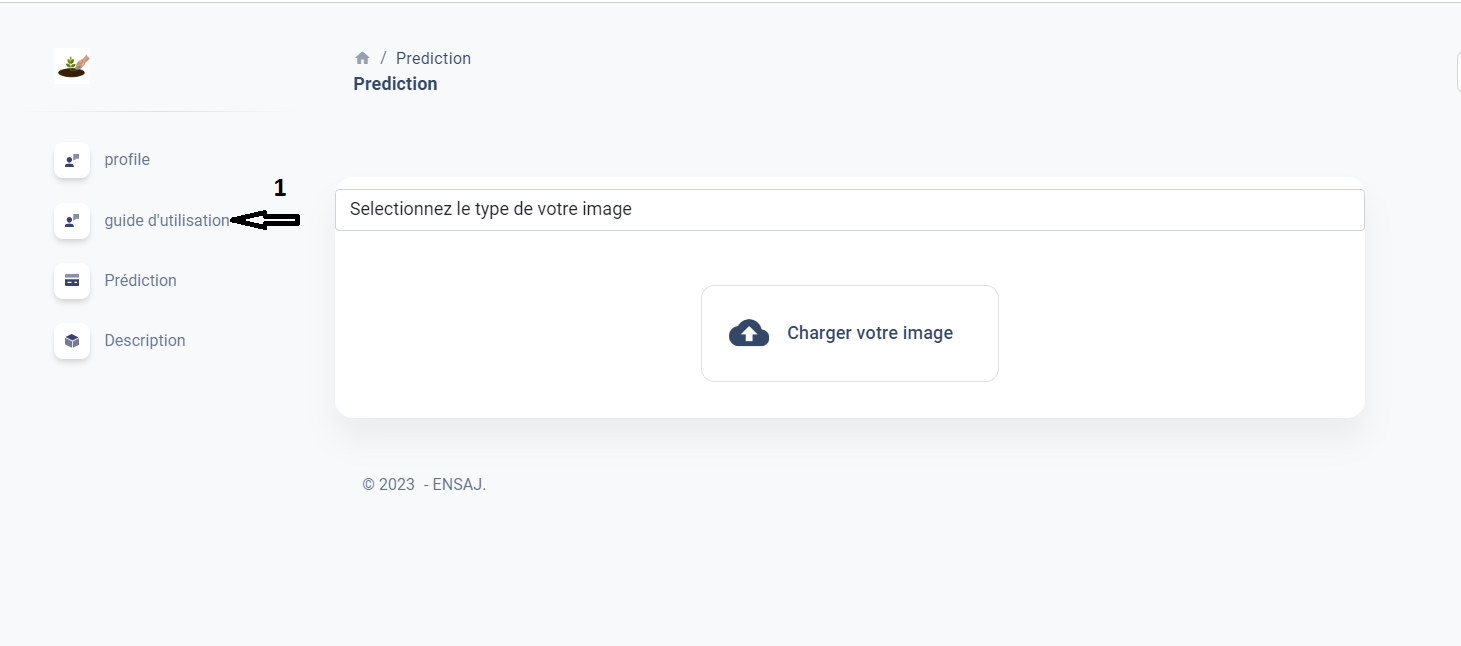 / Prediction
Prediction
profile
1
guide d'utilisation
Prédiction
Description
Selectionnez le type de votre image
Charger votre image
© 2023 - ENSAJ.